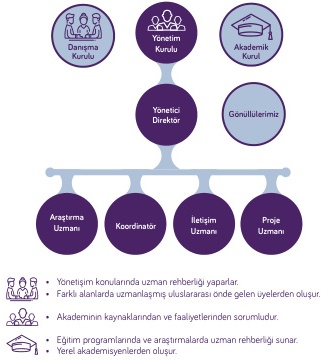 Danışma
Kurulu
Yönetim
Kurulu
Akademik
Kurul
Yönetici
Direktör
Gönüllülerimiz
Araştırma
Uzmanı
Koordinatör
İletişim
Uzmanı
Proje
Uzmanı
• Yönetişim konularında uzman rehberliği yaparlar.
• Farklı alanlarda uzmanlaşmış uluslararası önde gelen üyelerden oluşur.
• Akademinin kaynaklarından ve faaliyetlerinden sorumludur.
• Eğitim programlarında ve araştırmalarda uzman rehberliği sunar.
• Yerel akademisyenlerden oluşur.